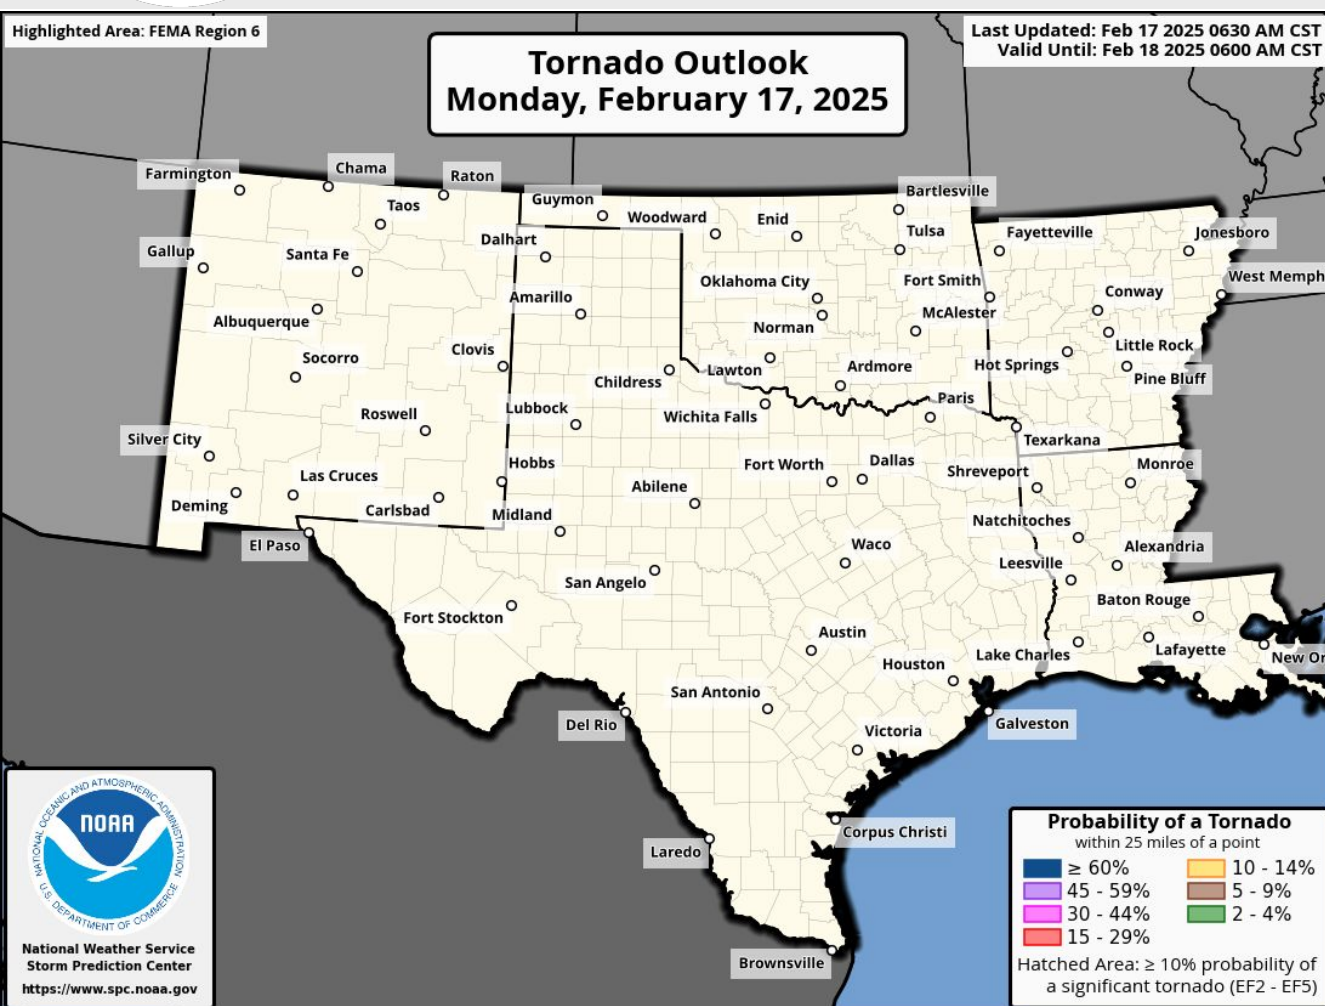 Highlighted Area: FEMA Region 6
Last Updated: Feb 17 2025 0630 AM CST
Valid Until: Feb 18 2025 0600 AM CST
Tornado Outlook
Monday, February 17, 2025
Farmington
Chama
Raton
Taos
Guymon
Woodward
Enid
Bartlesville
Tulsa
Fayetteville
Jonesboro
Gallup
Santa Fe
Dalhart
Oklahoma City
Fort Smith
West Memph
Amarillo
Conway
Albuquerque
Norman
McAlester
Little Rock
Socorro
Clovis
Childress
Lawton
Ardmore
Hot Springs
Pine Bluff
Roswell
Lubbock
Wichita Falls
Paris
Silver City
Texarkana
Las Cruces
Hobbs
Fort Worth
Dallas
Shreveport
Monroe
Deming
Carlsbad
Abilene
Midland
Natchitoches
El Paso
Waco
Alexandria
San Angelo
Leesville
Fort Stockton
Baton Rouge
Austin
Houston
Lake Charles
Lafayette
New Or
San Antonio
Del Rio
Victoria
Galveston
Corpus Christi
Laredo
Brownsville
NATIONAL OCEANIC AND ATMOSPHERIC ADMINISTRATION
NOAA
U.S. DEPARTMENT OF COMMERCE
National Weather Service
Storm Prediction Center
https://www.spc.noaa.gov
Probability of a Tornado
within 25 miles of a point
≥ 60%
45 - 59%
30 - 44%
15 - 29%
10 - 14%
5 - 9%
2 - 4%
Hatched Area: ≥ 10% probability of
a significant tornado (EF2 - EF5)